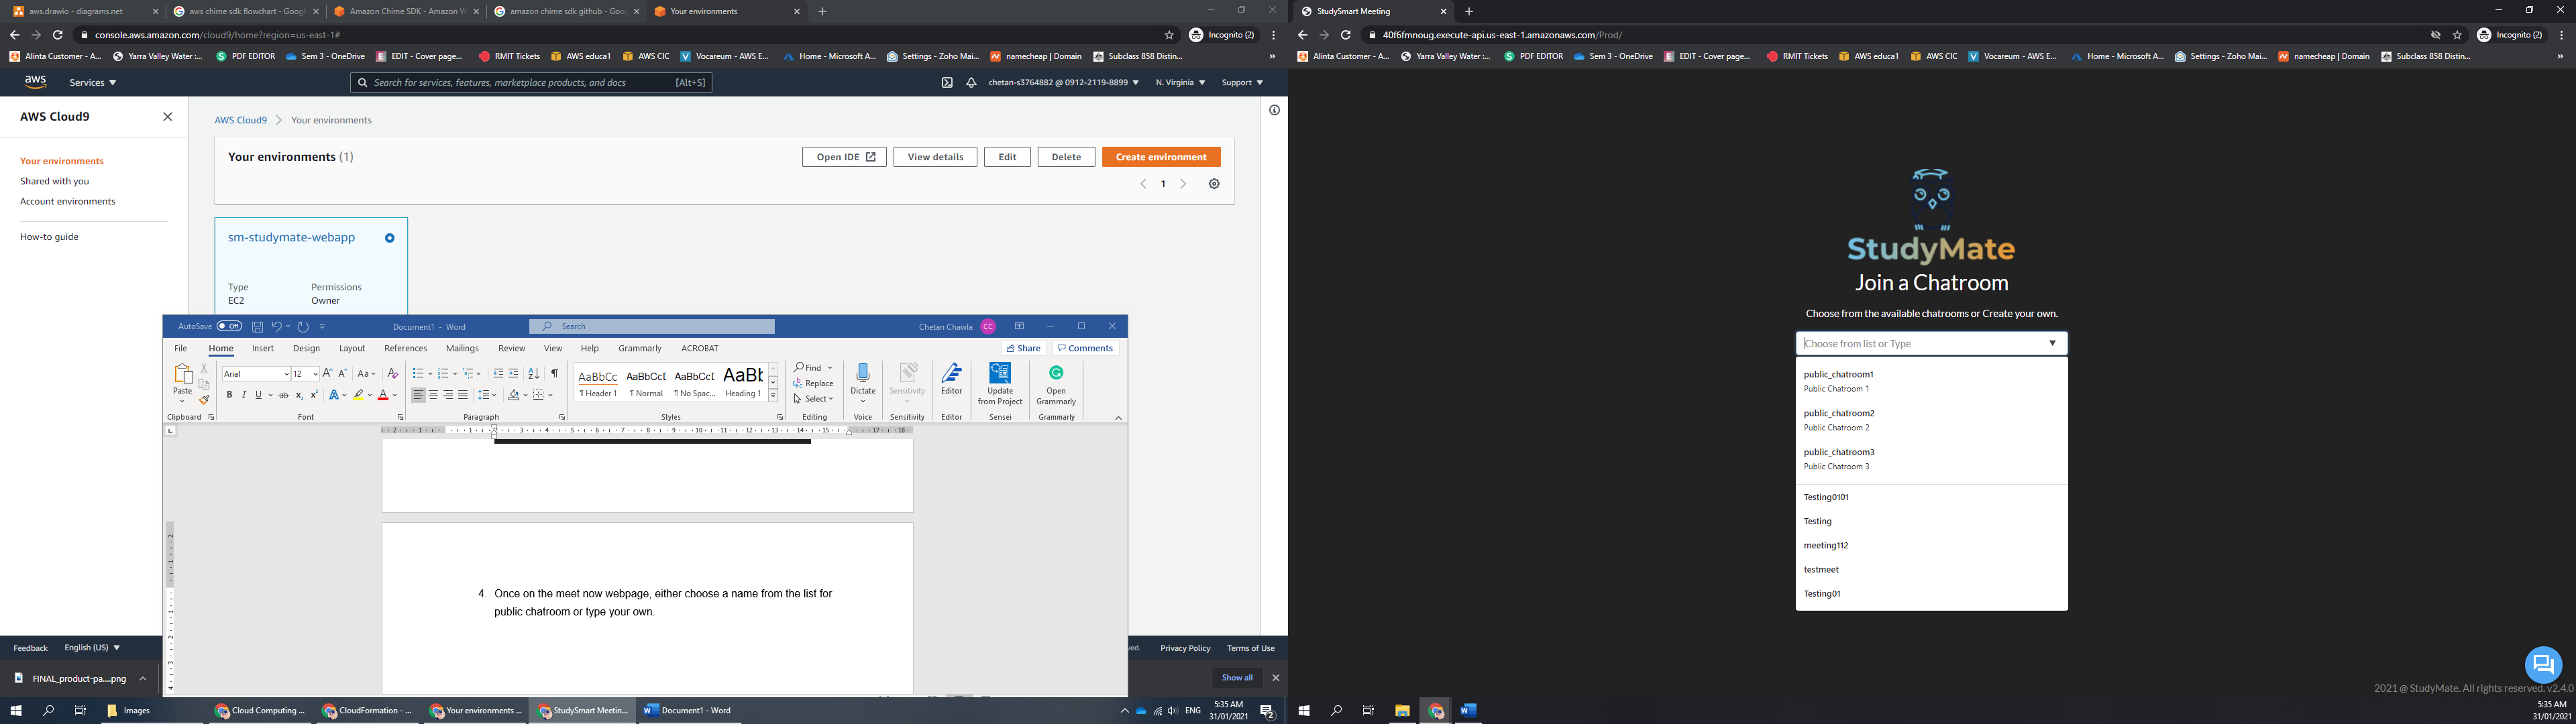 aws.drawio - diagrams.net
aws chime sdk flowchart - Googl
Amazon Chime SDK - Amazon W
amazon chime sdk github - Goo
Your environments
console.aws.amazon.com/cloud9/home?region=us-east-1#
Incognito (2)
Alinta Customer - A...
Yarra Valley Water :...
PDF EDITOR
Sem 3 - OneDrive
EDIT - Cover page...
RMIT Tickets
AWS educa1
AWS CIC
Vocareum - AWS E...
Home - Microsoft A...
Settings - Zoho Mai...
namecheap | Domain
Subclass 858 Distin...
aws
Services
Search for services, features, marketplace products, and docs
[Alt+S]
chetan-s3764882 @ 0912-2119-8899
N. Virginia
Support
AWS Cloud9
Your environments
Shared with you
Account environments
How-to guide
AWS Cloud9
Your environments
Your environments (1)
Open IDE
View details
Edit
Delete
Create environment
1
sm-studymate-webapp
Type
EC2
Permissions
Owner
AutoSave
Off
Document1 - Word
Search
Chetan Chawla
CC
File
Home
Insert
Design
Layout
References
Mailings
Review
View
Help
Grammarly
ACROBAT
Share
Comments
Paste
Clipboard
Arial
12
Font
Paragraph
AaBbCc
¶ Header 1
AaBbCcI
¶ Normal
AaBbCcI
¶ No Spac...
AaBb
Heading 1
Styles
Find
Replace
Select
Editing
Dictate
Voice
Sensitivity
Sensitivity
Editor
Editor
Update
from Project
Sensei
Open
Grammarly
Grammarly
4. Once on the meet now webpage, either choose a name from the list for
public chatroom or type your own.
Feedback
English (US)
ved.
Privacy Policy
Terms of Use
FINAL_product-pa....png
Show all
Images
Cloud Computing ...
CloudFormation - ...
Your environments ...
StudySmart Meetin...
Document1 - Word
ENG
5:35 AM
31/01/2021
2
StudySmart Meeting
40f6fmnoug.execute-api.us-east-1.amazonaws.com/Prod/
Incognito (2)
Alinta Customer - A...
Yarra Valley Water :...
PDF EDITOR
Sem 3 - OneDrive
EDIT - Cover page...
RMIT Tickets
AWS educa1
AWS CIC
Vocareum - AWS E...
Home - Microsoft A...
Settings - Zoho Mai...
namecheap | Domain
Subclass 858 Distin...
StudyMate
Join a Chatroom
Choose from the available chatrooms or Create your own.
Choose from list or Type
public_chatroom1
Public Chatroom 1
public_chatroom2
Public Chatroom 2
public_chatroom3
Public Chatroom 3
Testing0101
Testing
meeting112
testmeet
Testing01
2021 @ StudyMate. All rights reserved. v2.4.0
5:35 AM
31/01/2021